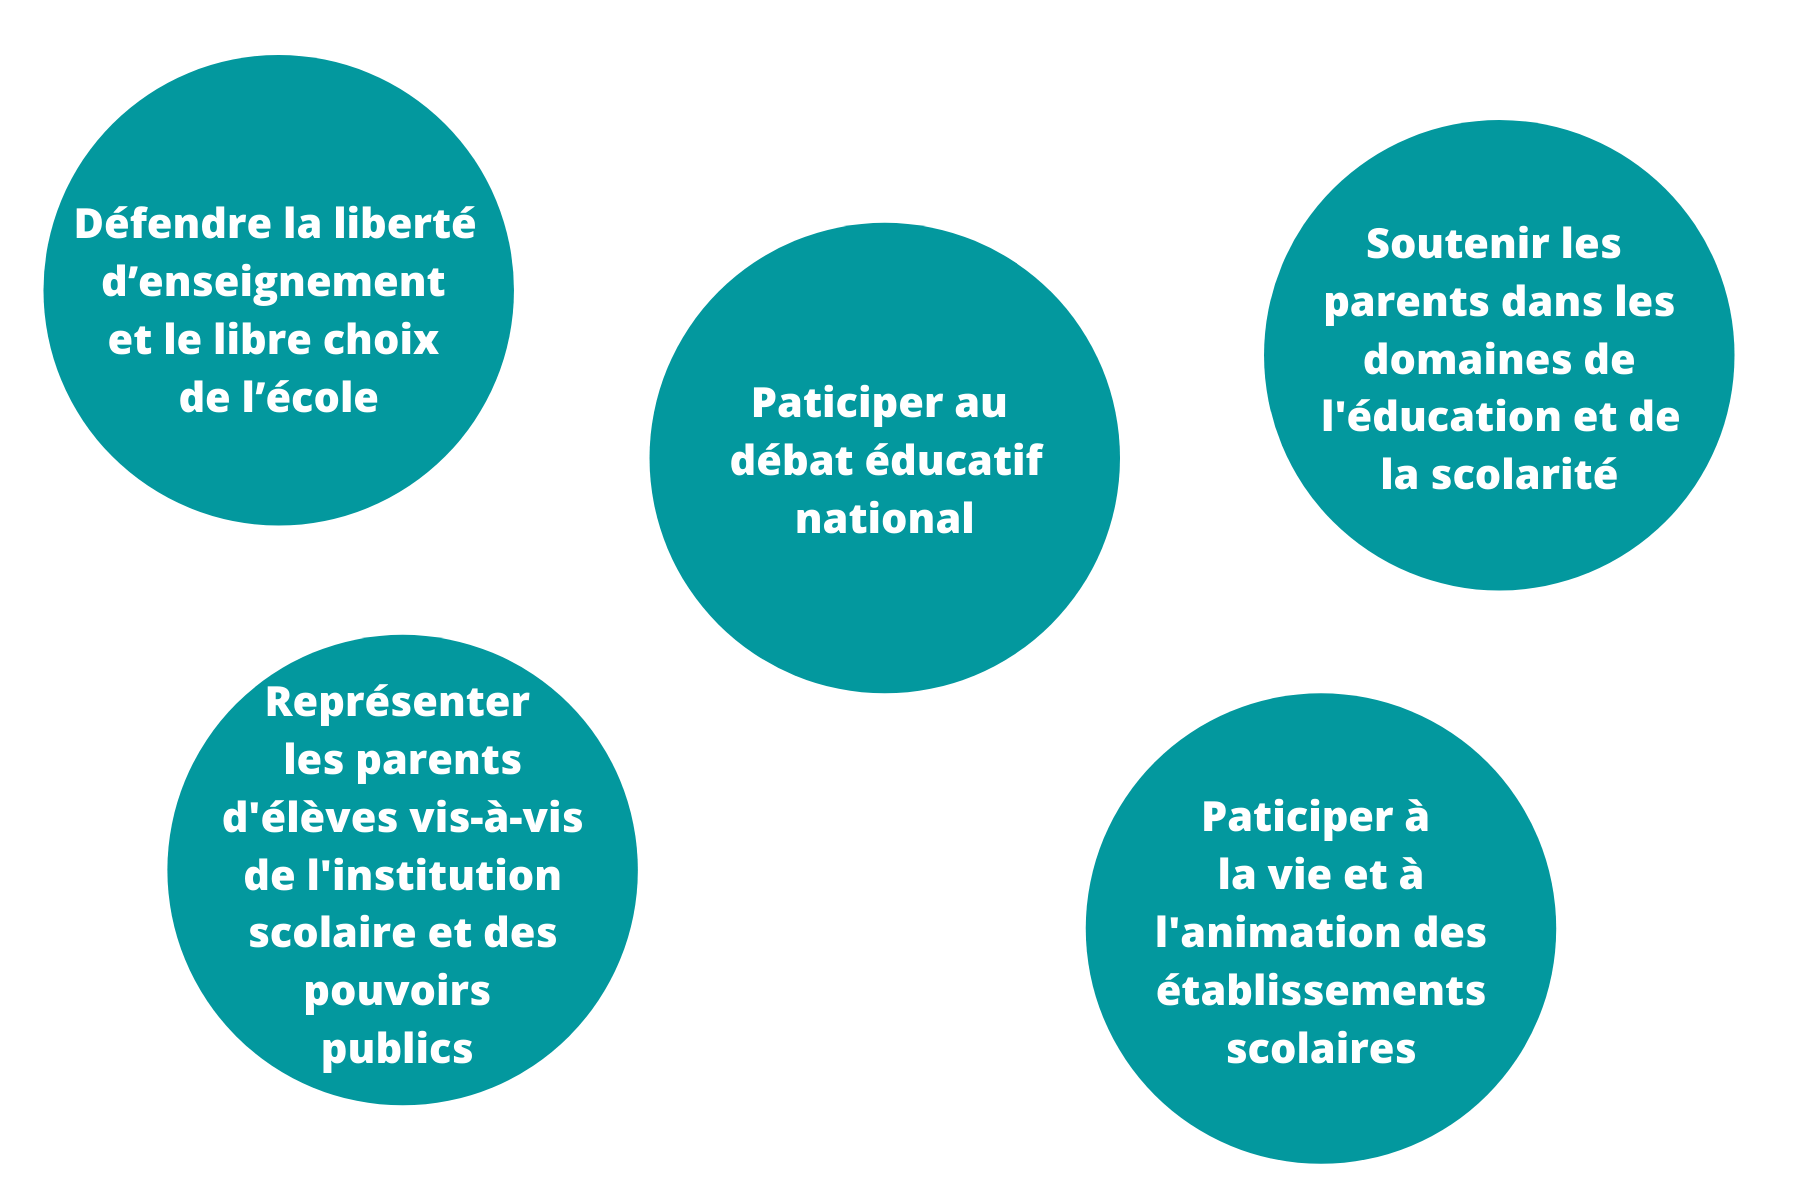 Défendre la liberté
d’enseignement
et le libre choix
de l’école
Paticiper au
débat éducatif
national
Soutenir les
parents dans les
domaines de
l'éducation et de
la scolarité
Représenter
les parents
d'élèves vis-à-vis
de l'institution
scolaire et des
pouvoirs
publics
Paticiper à
la vie et à
l'animation des
établissements
scolaires